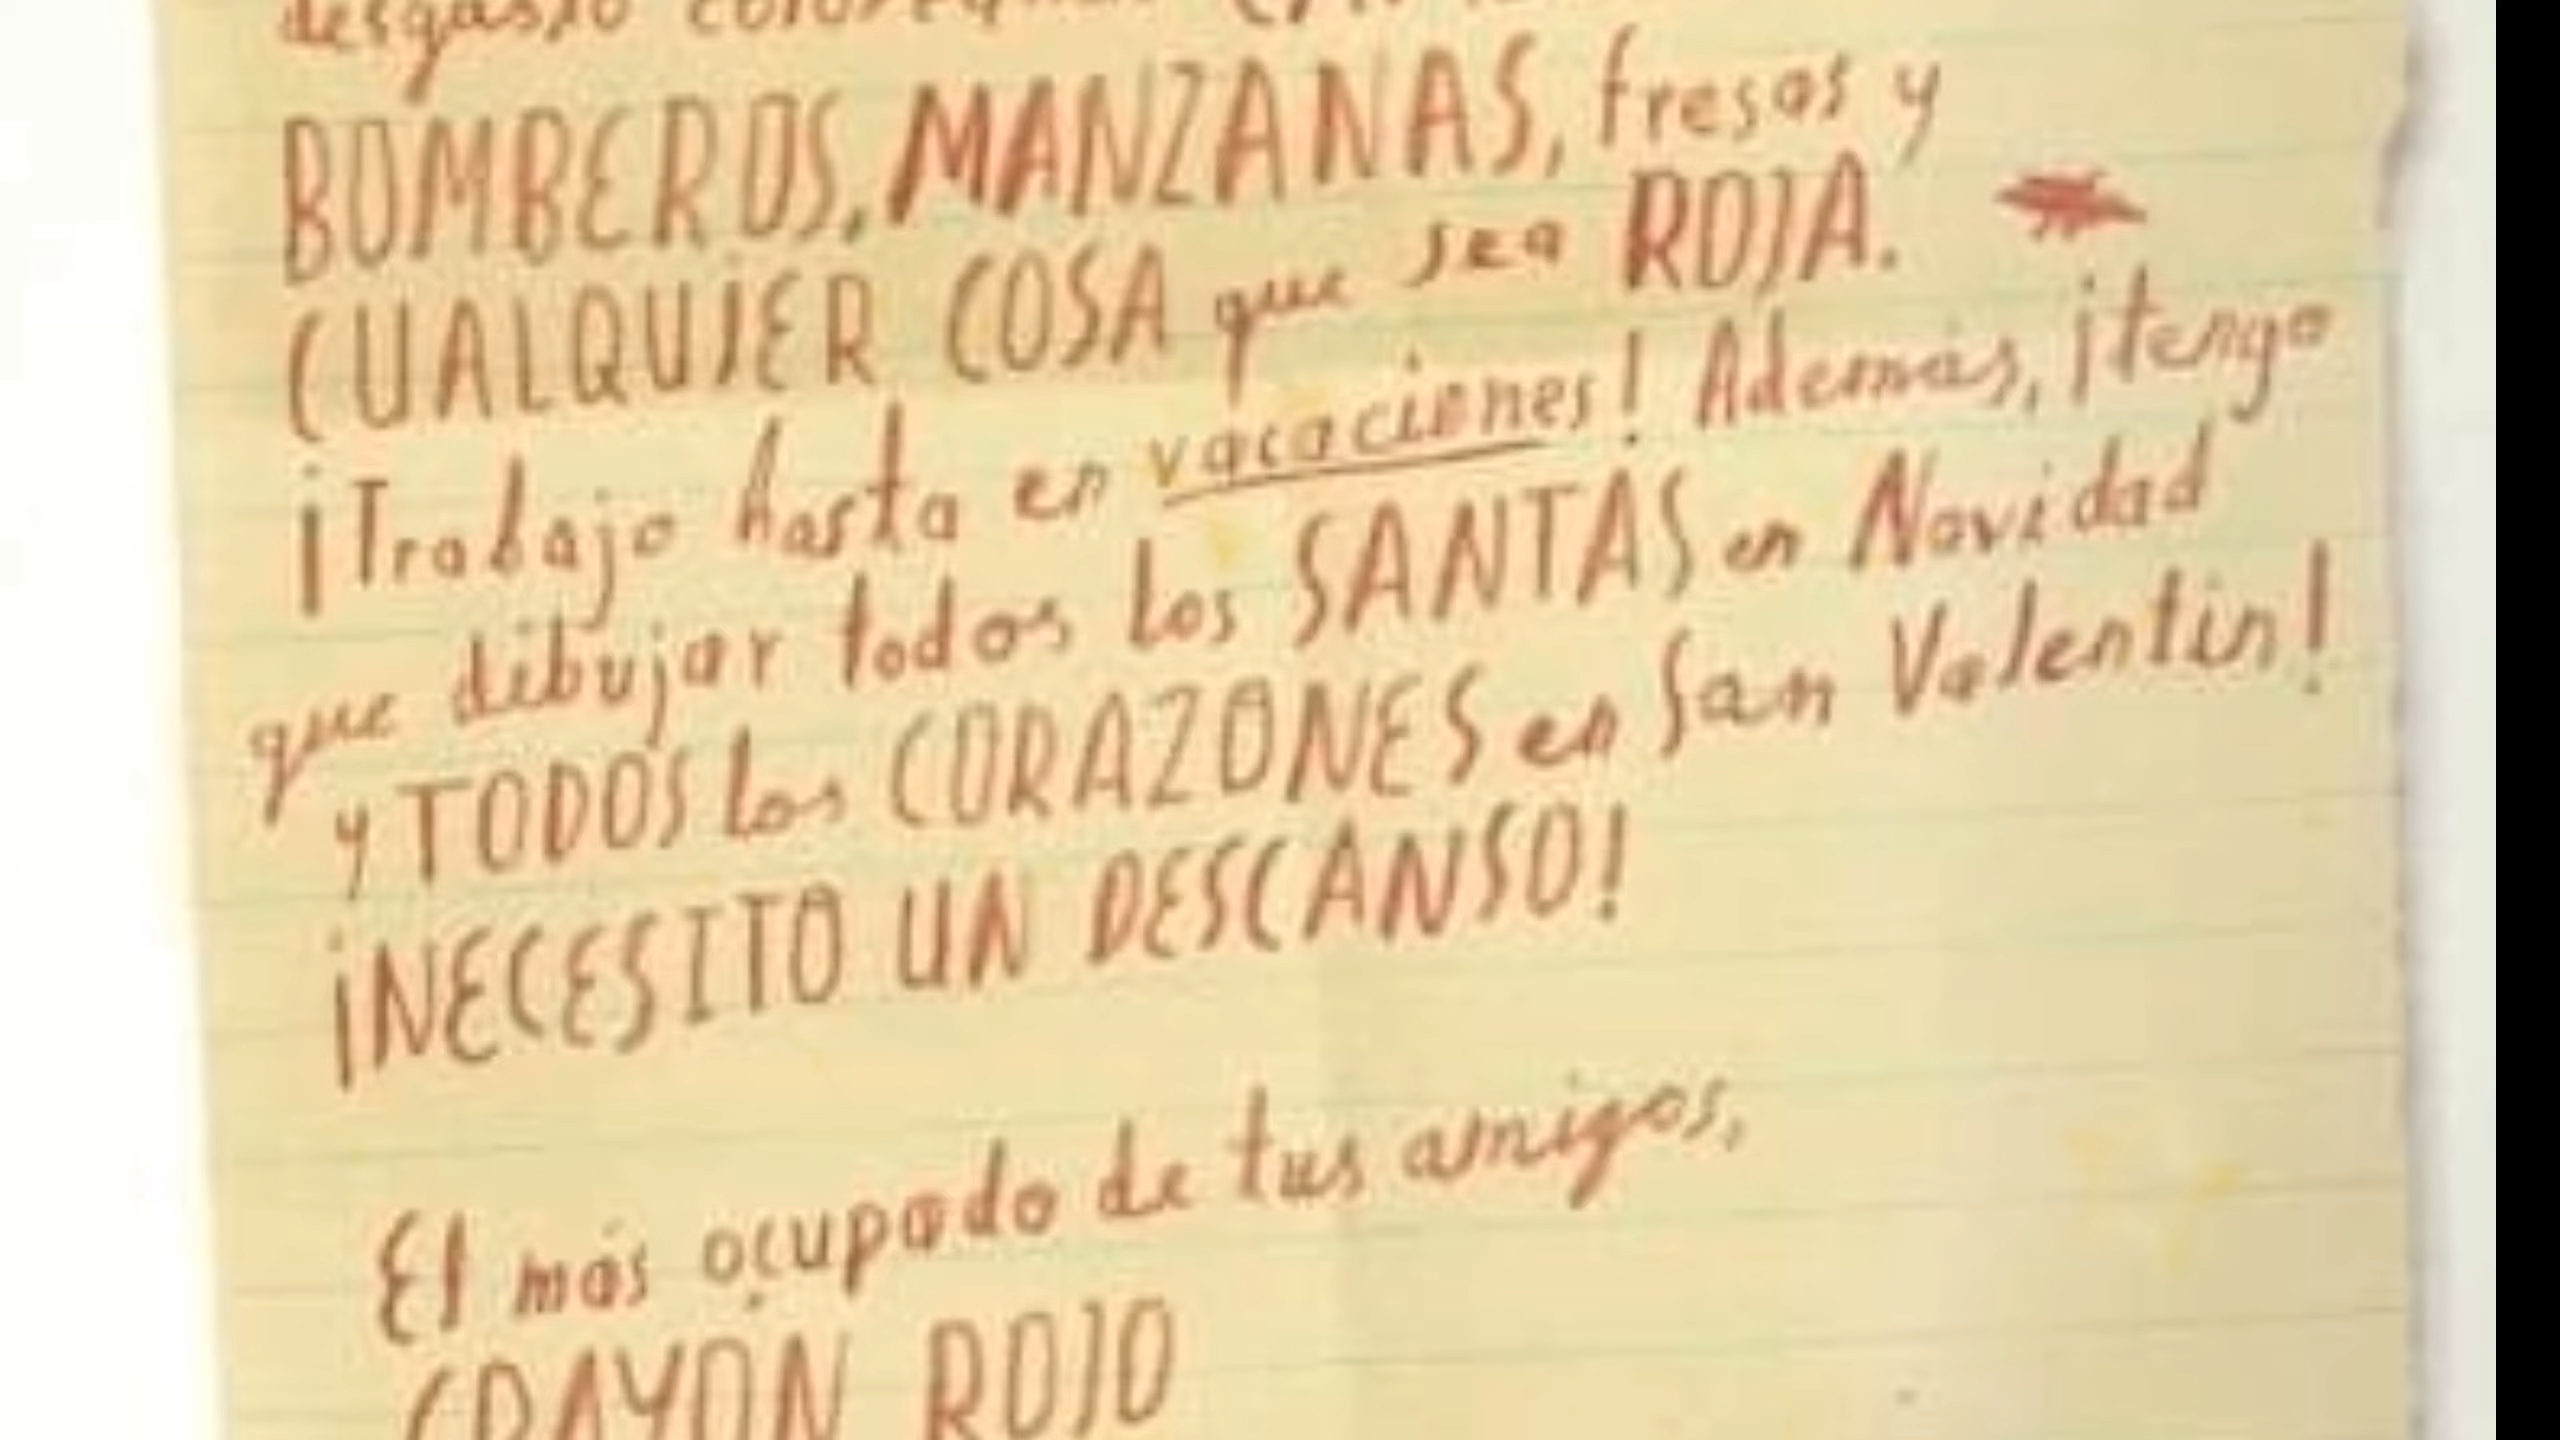 desgasto coloreando
BOMBEROS, MANZANAS, fresas y
CUALQUIER COSA que sea ROJA.
¡Trabajo hasta en vacaciones! Además, ¡tengo
que dibujar todos los SANTAS en Navidad
y TODOS los CORAZONES en San Valentín!
¡NECESITO UN DESCANSO!
El más ocupado de tus amigos,
CRAYÓN ROJO